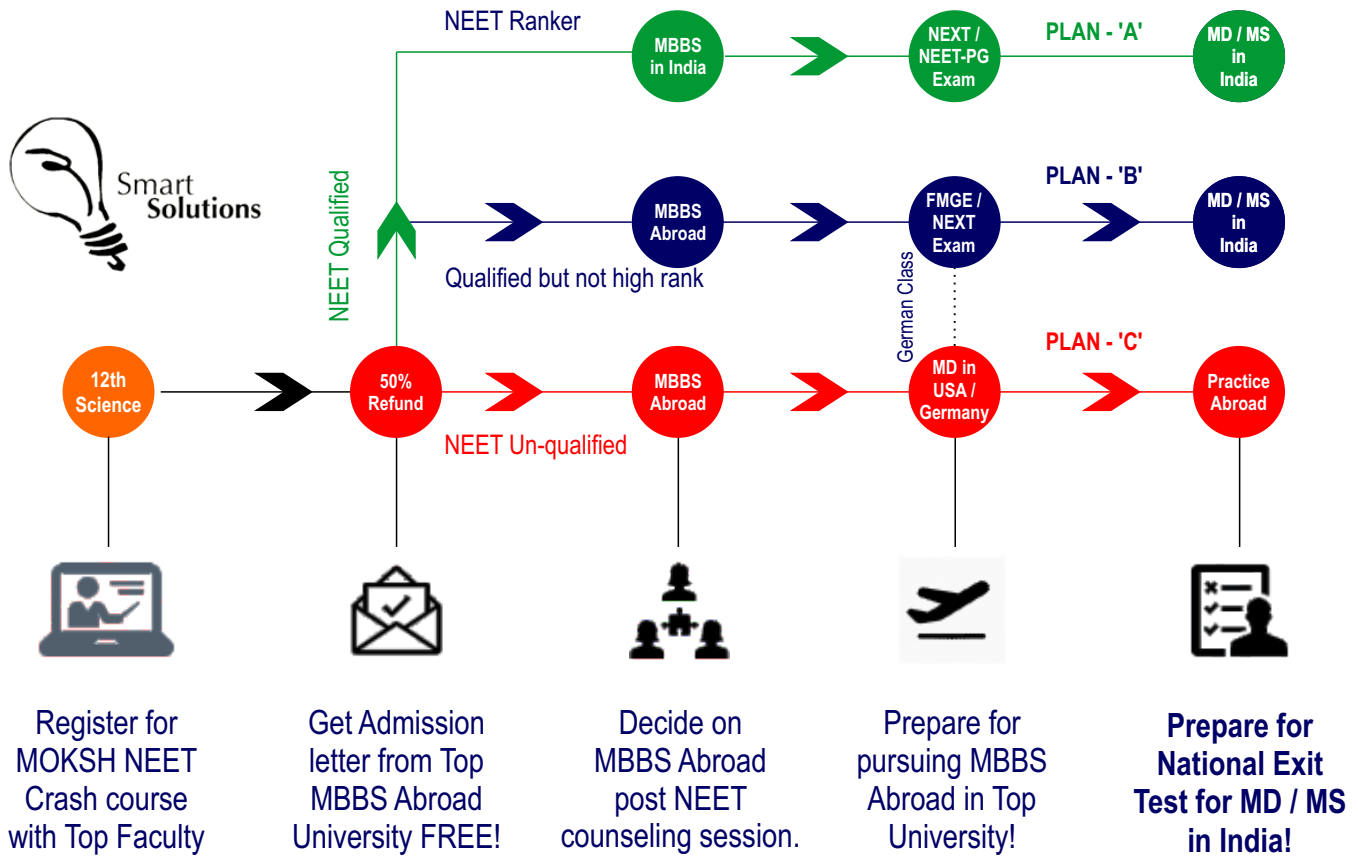 NEET Ranker
MBBS
in India
NEXT /
NEET-PG
Exam
PLAN - 'A'
MD / MS
in
India
Smart
Solutions
NEET Qualified
MBBS
Abroad
FMGE /
NEXT
Exam
PLAN - 'B'
MD / MS
in
India
Qualified but not high rank
German Class
12th
Science
50%
Refund
MBBS
Abroad
MD in
USA /
Germany
PLAN - 'C'
Practice
Abroad
NEET Un-qualified
Register for
MOKSH NEET
Crash course
with Top Faculty
Get Admission
letter from Top
MBBS Abroad
University FREE!
Decide on
MBBS Abroad
post NEET
counseling session.
Prepare for
pursuing MBBS
Abroad in Top
University!
Prepare for
National Exit
Test for MD / MS
in India!